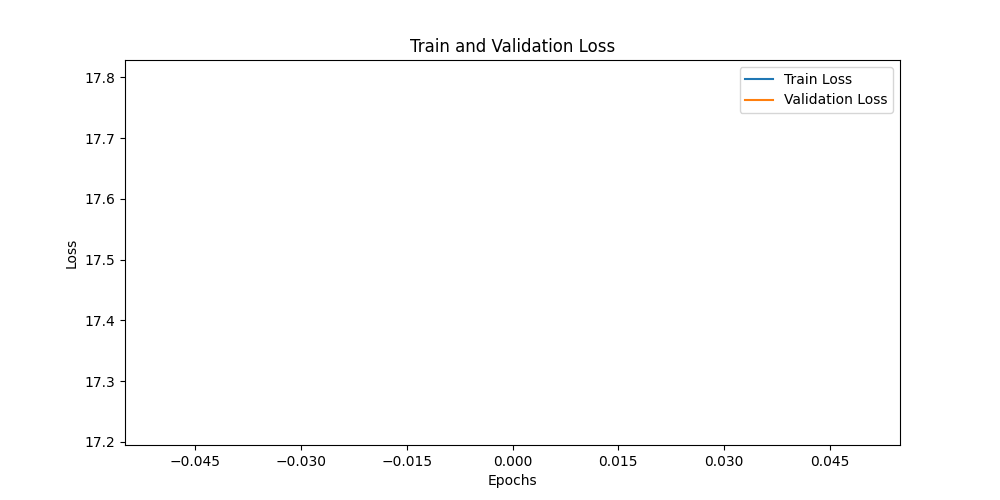 Train and Validation Loss
Train Loss
Validation Loss
Loss
17.8
17.7
17.6
17.5
17.4
17.3
17.2
−0.045 −0.030 −0.015 0.000 0.015 0.030 0.045
Epochs